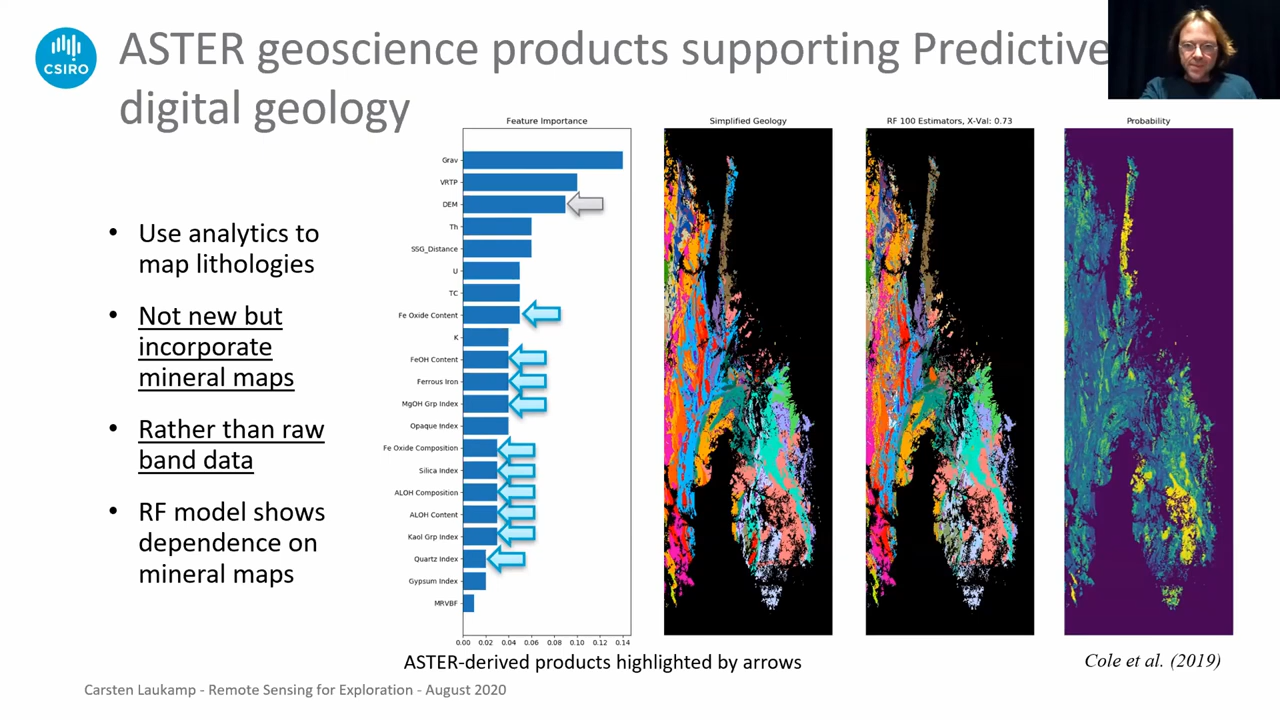 CSIRO
ASTER geoscience products supporting Predictive
digital geology
• Use analytics to
map lithologies
• Not new but
incorporate
mineral maps
• Rather than raw
band data
• RF model shows
dependence on
mineral maps
Feature Importance
Grav
VRTP
DEM
Th
SSG_Distance
U
TC
Fe Oxide Content
K
FeOH Content
Ferrous Iron
MgOH Grp Index
Opaque Index
Fe Oxide Composition
Silica Index
ALOH Composition
ALOH Content
Kaol Grp Index
Quartz Index
Gypsum Index
MRVBF
0.00 0.02 0.04 0.06 0.08 0.10 0.12 0.14
Simplified Geology
RF 100 Estimators, X-Val: 0.73
Probability
ASTER-derived products highlighted by arrows
Cole et al. (2019)
Carsten Laukamp - Remote Sensing for Exploration - August 2020